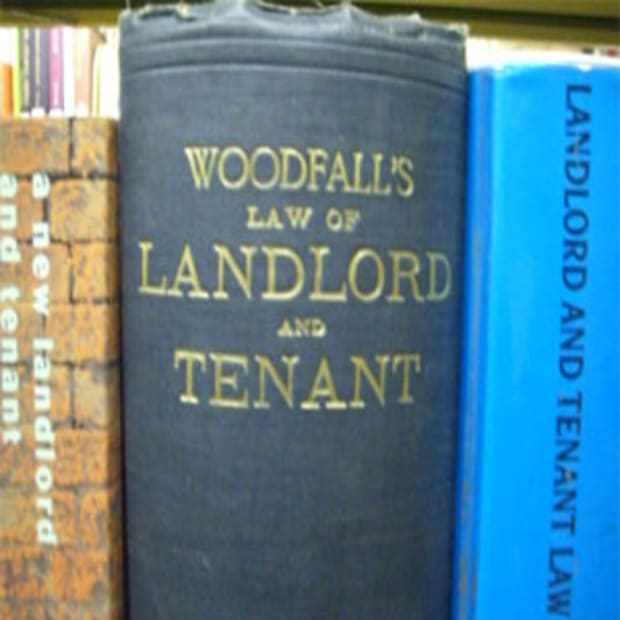 a new landlord
and tenant
WOODFALL'S
LAW OF
LANDLORD
AND
TENANT
LANDLORD AND TENANT LAW